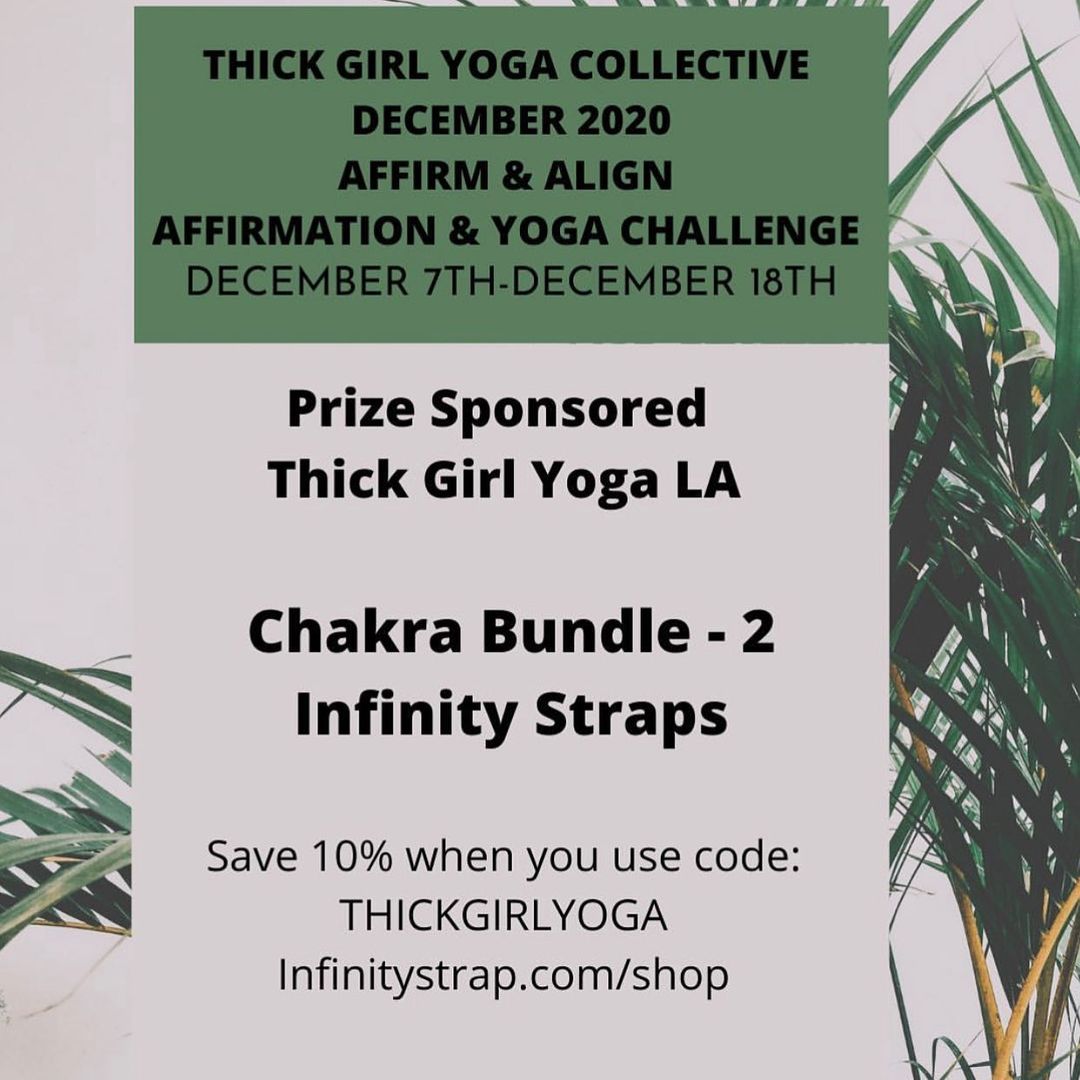 THICK GIRL YOGA COLLECTIVE
DECEMBER 2020
AFFIRM & ALIGN
AFFIRMATION & YOGA CHALLENGE
DECEMBER 7TH-DECEMBER 18TH
Prize Sponsored
Thick Girl Yoga LA
Chakra Bundle - 2
Infinity Straps
Save 10% when you use code:
THICKGIRLYOGA
Infinitystrap.com/shop